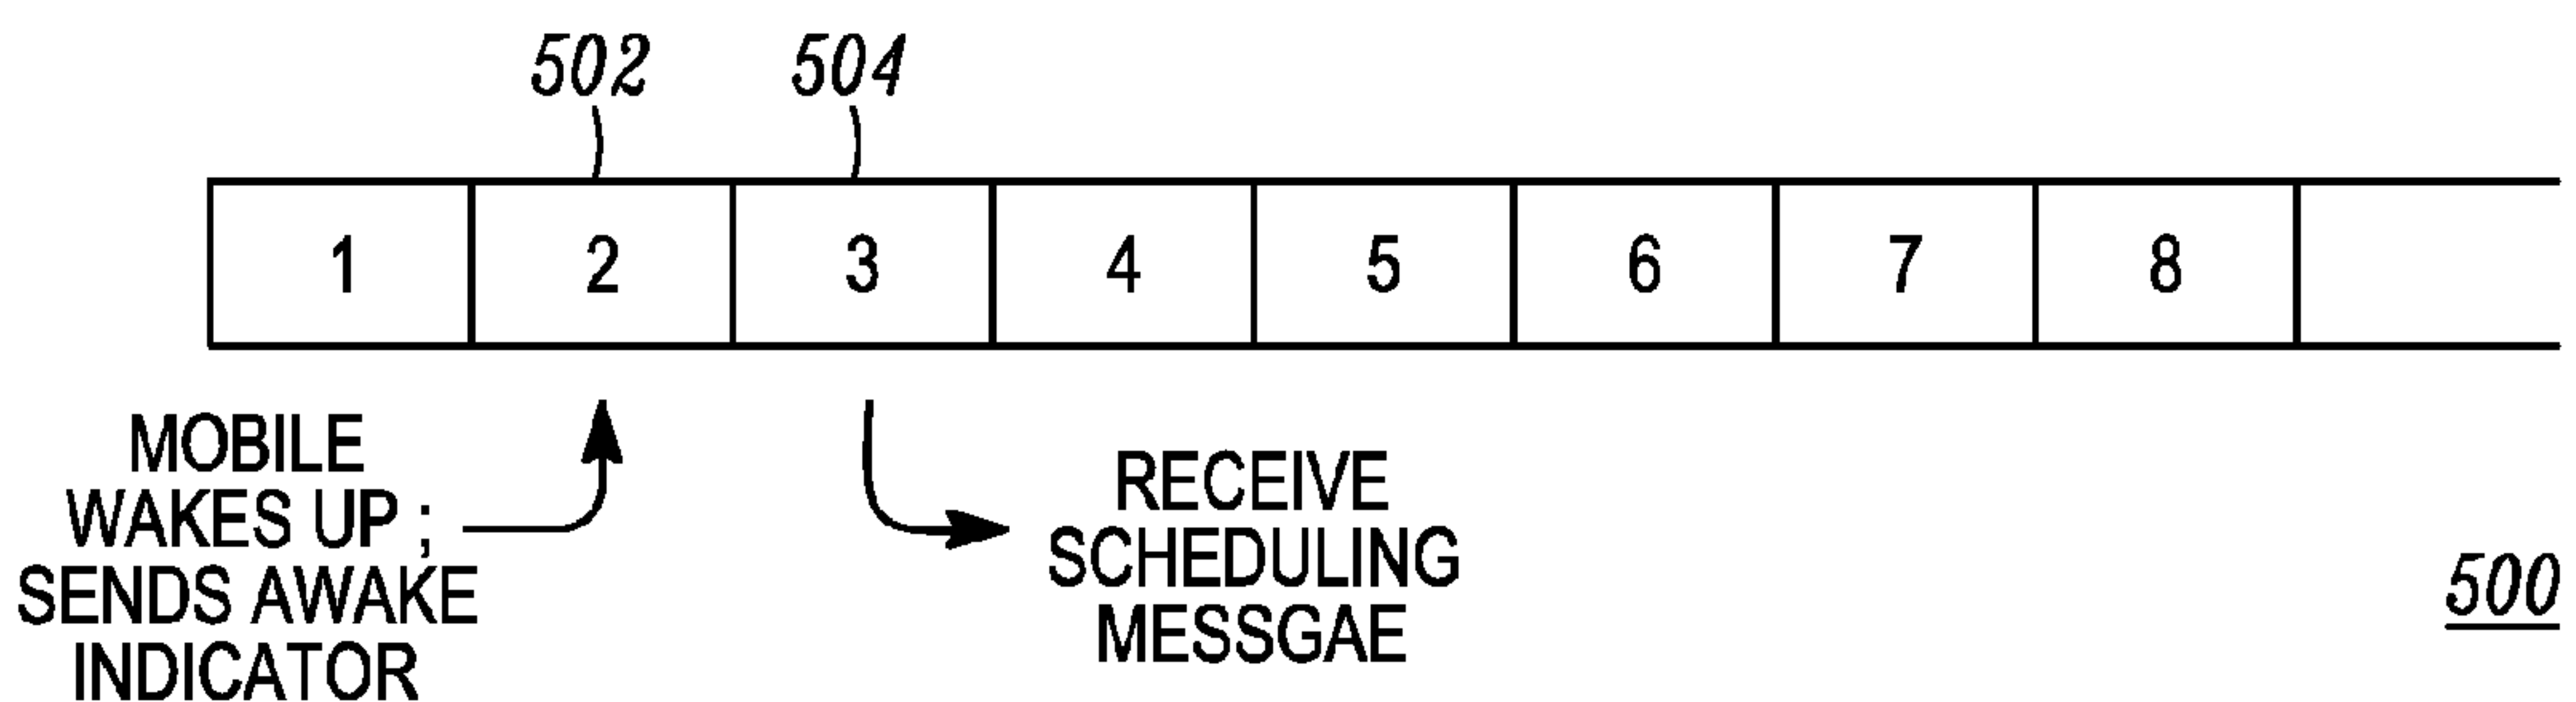 502 504
1 2 3 4 5 6 7 8
MOBILE
WAKES UP ;
SENDS AWAKE
INDICATOR
RECEIVE
SCHEDULING
MESSGAE
500